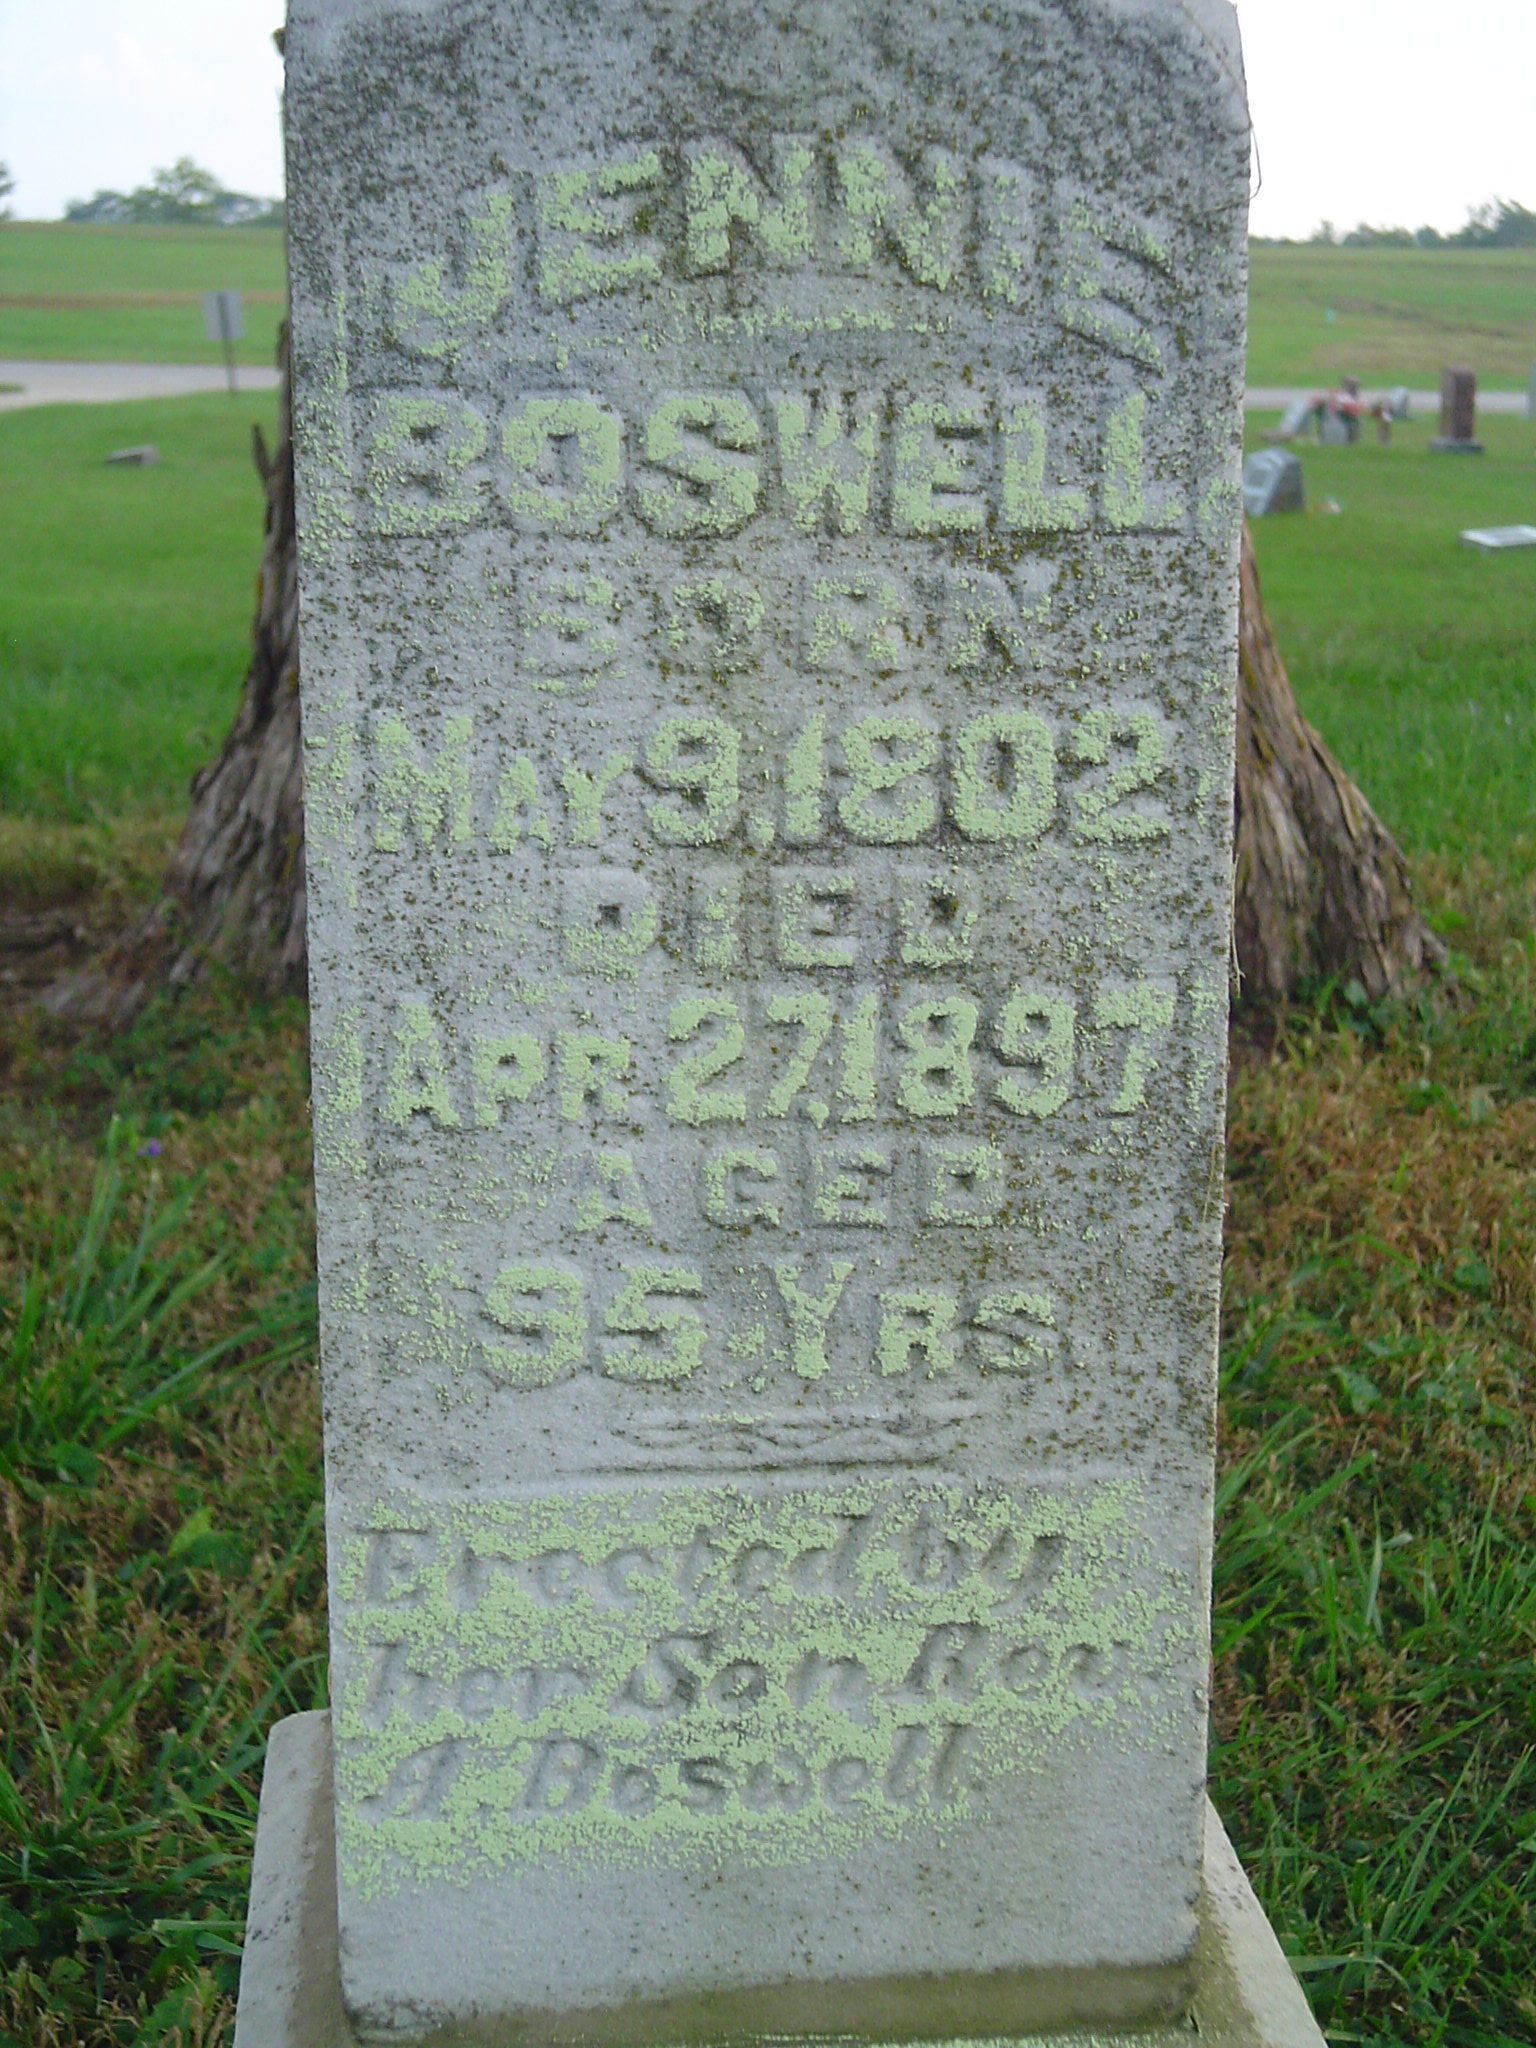 JENNIE
BOSWELL
BORN
MAY 9, 1802
DIED
APR 27, 1897
AGED
95 YRS
Erected by
her Son Rev
A. Boswell